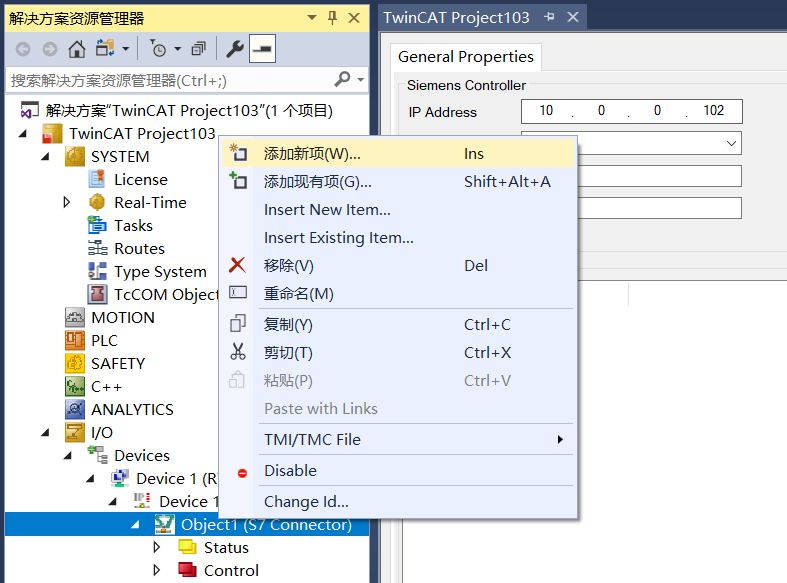 解决方案资源管理器
搜索解决方案资源管理器(Ctrl+;)
解决方案"TwinCAT Project103"(1 个项目)
TwinCAT Project103
SYSTEM
License
Real-Time
Tasks
Routes
Type System
TcCOM Object
MOTION
PLC
SAFETY
C++
ANALYTICS
I/O
Devices
Device 1 (R
Device 1
Object1 (S7 Connector)
Status
Control
添加新项(W)... Ins
添加现有项(G)... Shift+Alt+A
Insert New Item...
Insert Existing Item...
移除(V) Del
重命名(M)
复制(Y) Ctrl+C
剪切(T) Ctrl+X
粘贴(P) Ctrl+V
Paste with Links
TMI/TMC File
Disable
Change Id...
TwinCAT Project103
General Properties
Siemens Controller
IP Address 10 . 0 . 0 . 102